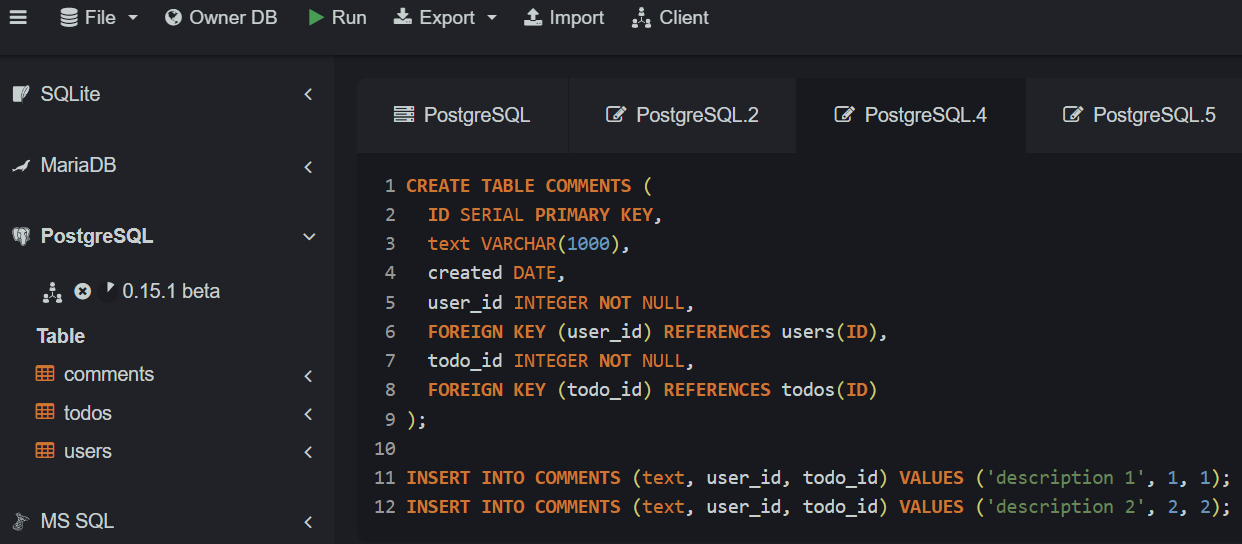 File Owner DB Run Export Import Client
SQLite
MariaDB
PostgreSQL
0.15.1 beta
Table
comments
todos
users
MS SQL
PostgreSQL PostgreSQL.2 PostgreSQL.4 PostgreSQL.5
1 CREATE TABLE COMMENTS (
2 ID SERIAL PRIMARY KEY,
3 text VARCHAR(1000),
4 created DATE,
5 user_id INTEGER NOT NULL,
6 FOREIGN KEY (user_id) REFERENCES users(ID),
7 todo_id INTEGER NOT NULL,
8 FOREIGN KEY (todo_id) REFERENCES todos(ID)
9 );
10
11 INSERT INTO COMMENTS (text, user_id, todo_id) VALUES ('description 1', 1, 1);
12 INSERT INTO COMMENTS (text, user_id, todo_id) VALUES ('description 2', 2, 2);